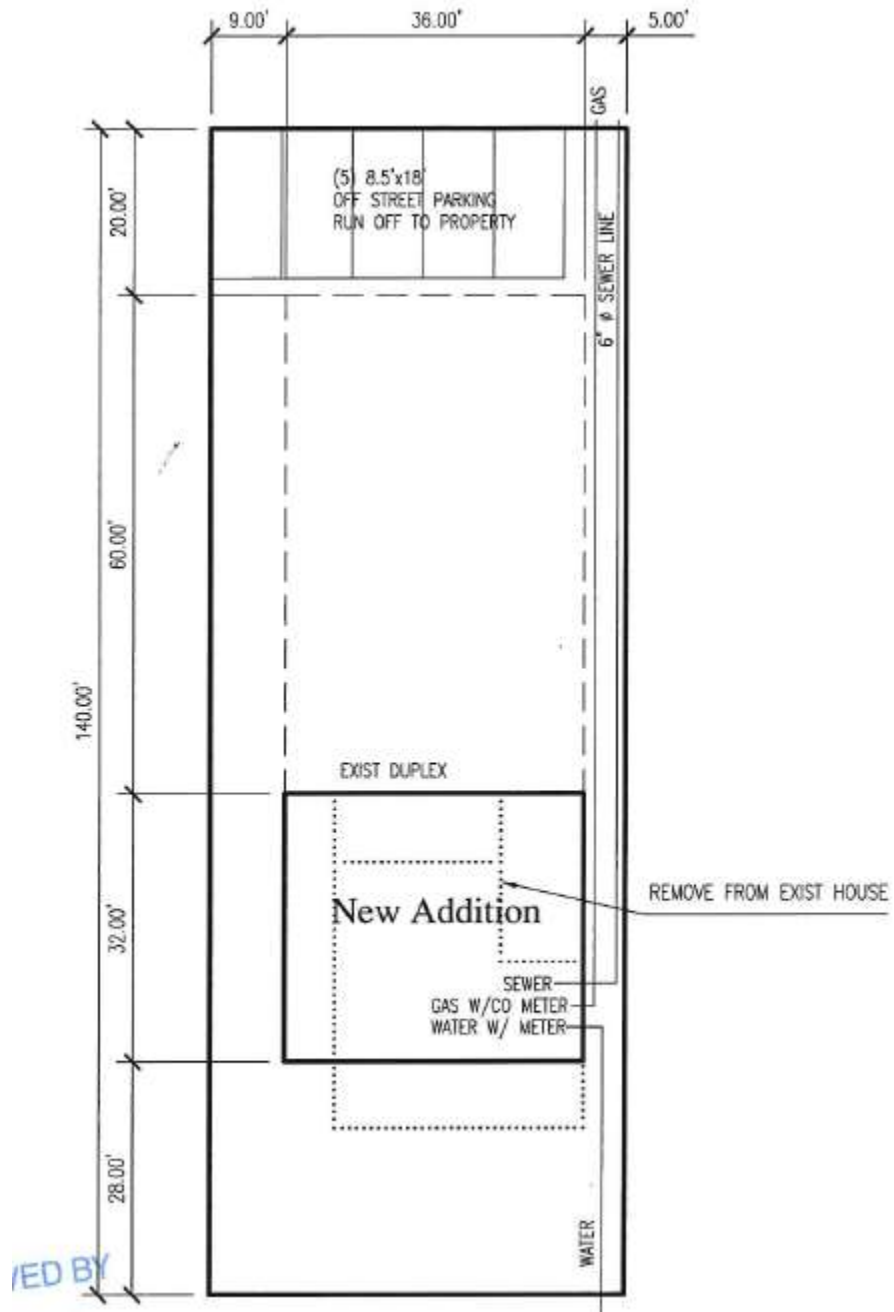 9.00' 36.00' 5.00'
GAS
20.00'
(5) 8.5'x18'
OFF STREET PARKING
RUN OFF TO PROPERTY
6" ø SEWER LINE
60.00'
140.00'
EXIST DUPLEX
32.00'
New Addition
REMOVE FROM EXIST HOUSE
SEWER
GAS W/CO METER
WATER W/ METER
28.00'
WATER
VED BY